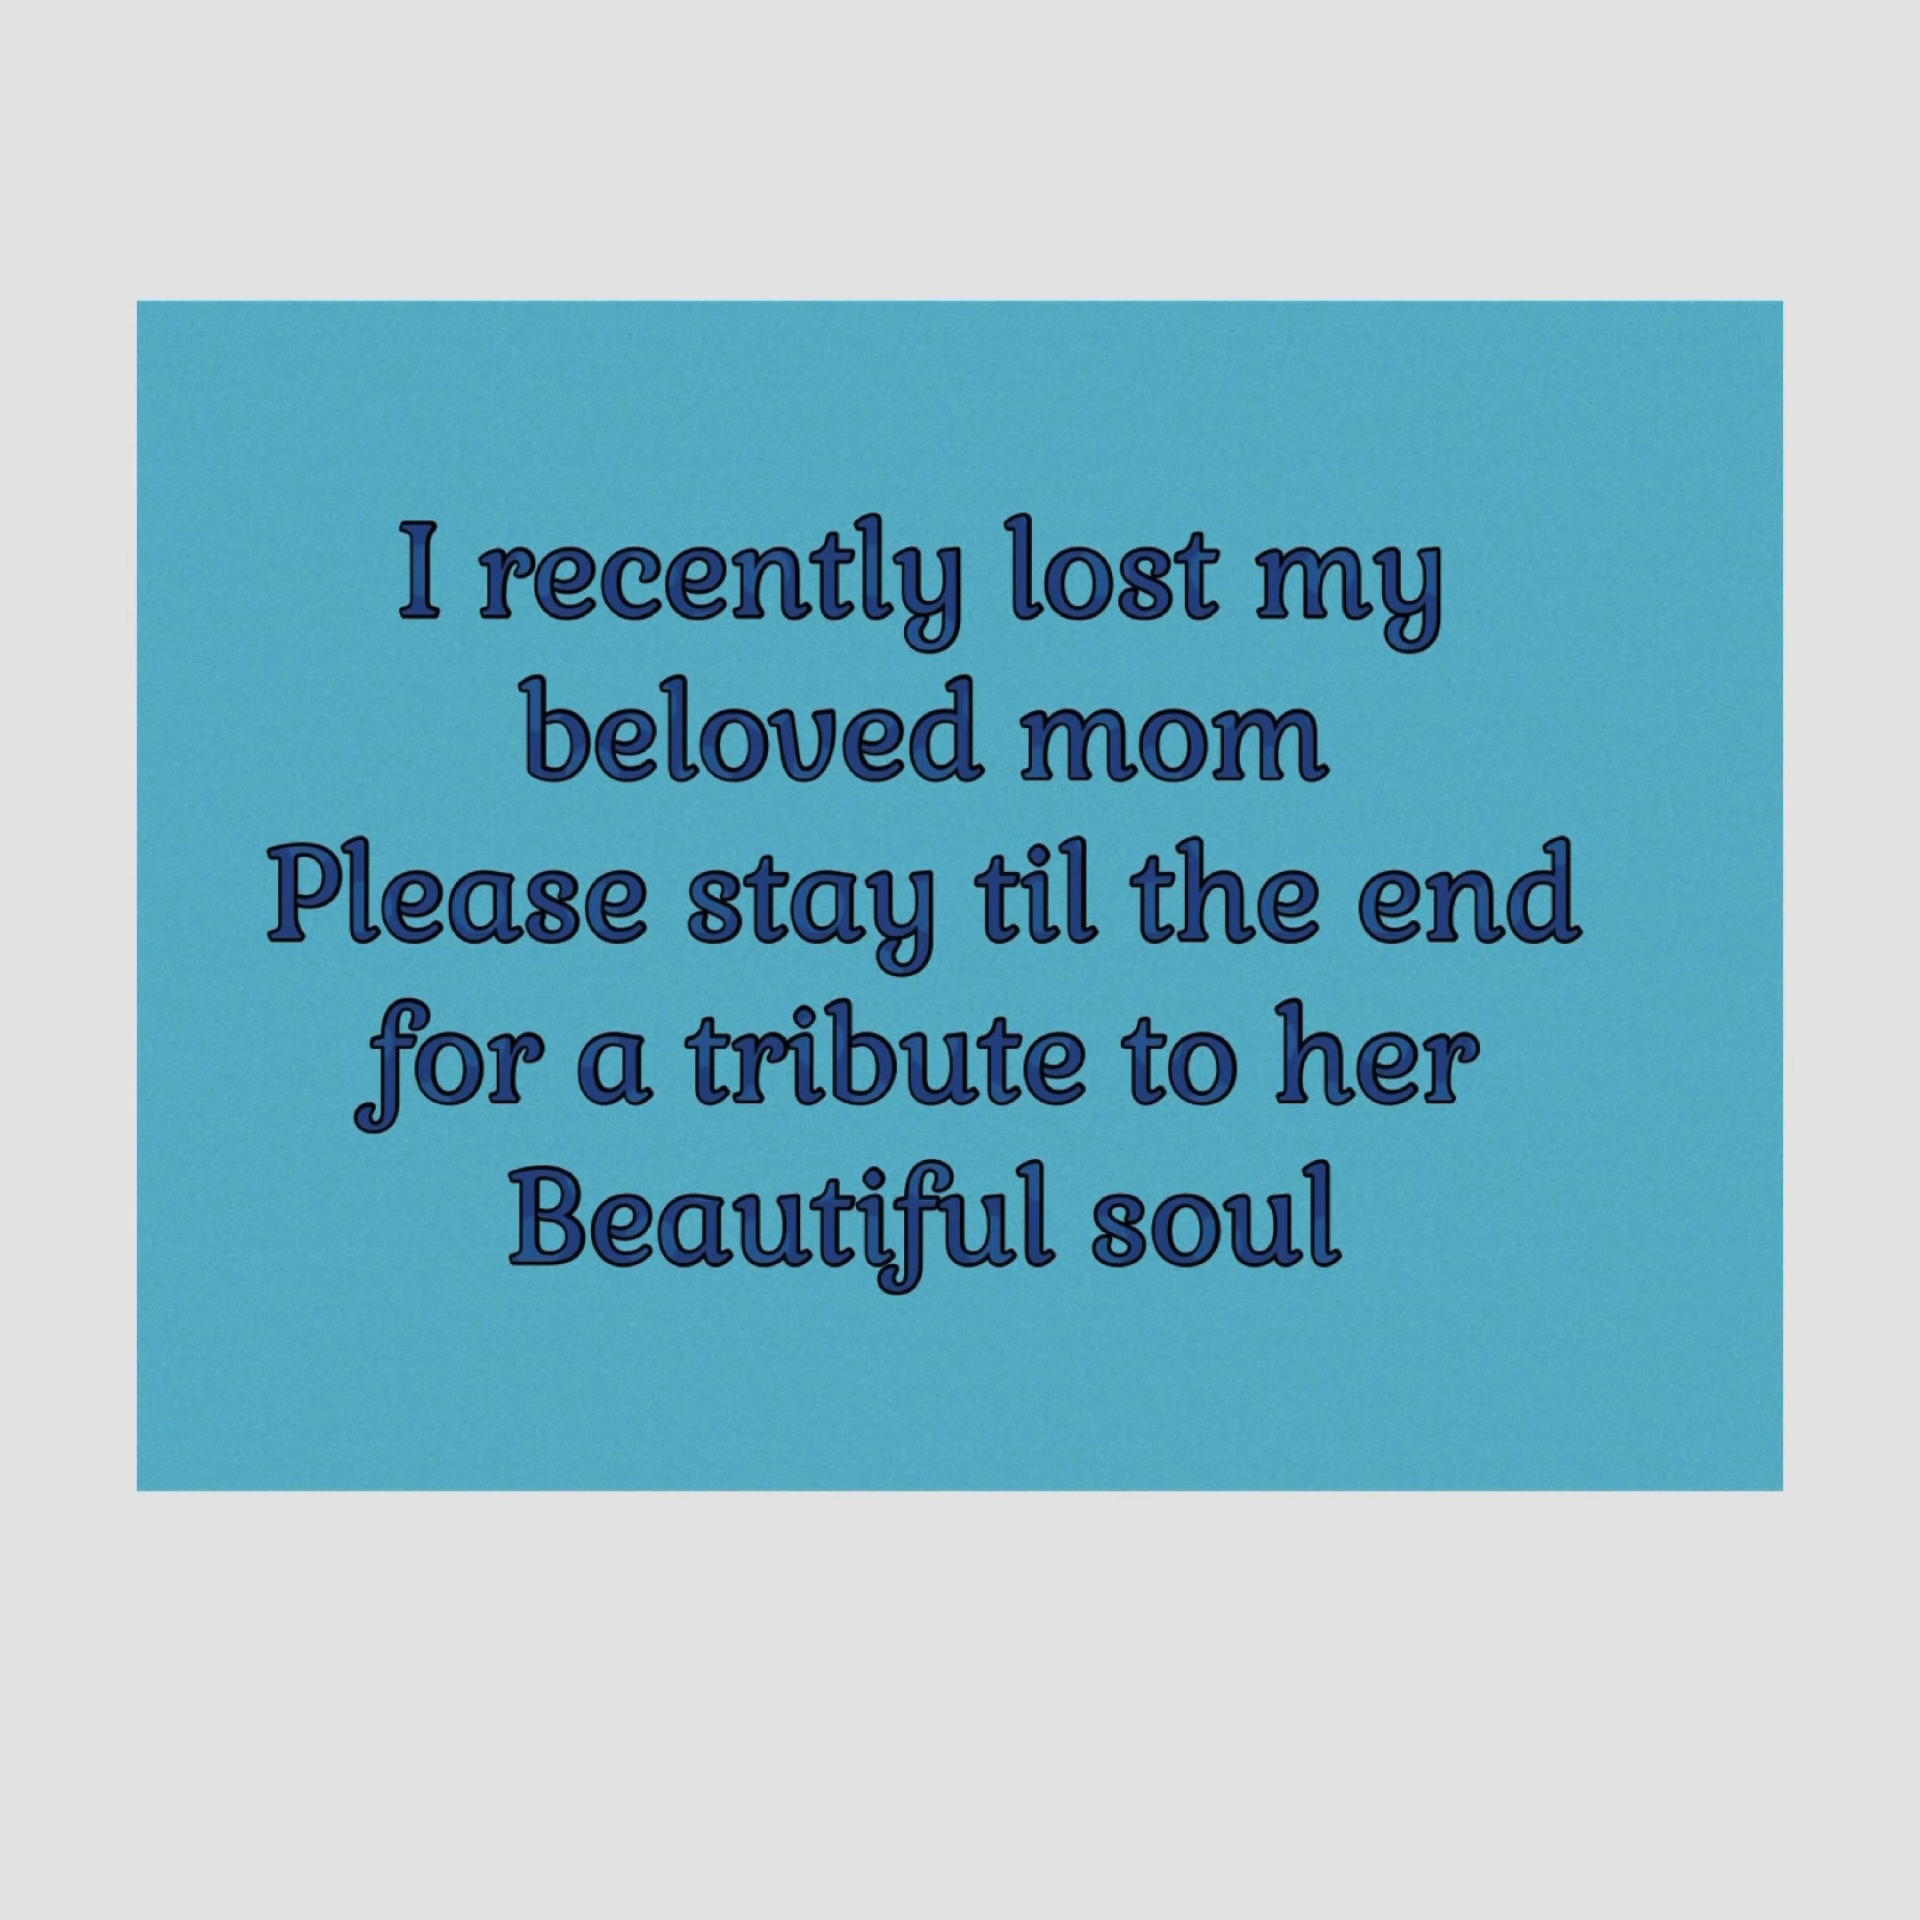 I recently lost my
beloved mom
Please stay til the end
for a tribute to her
Beautiful soul